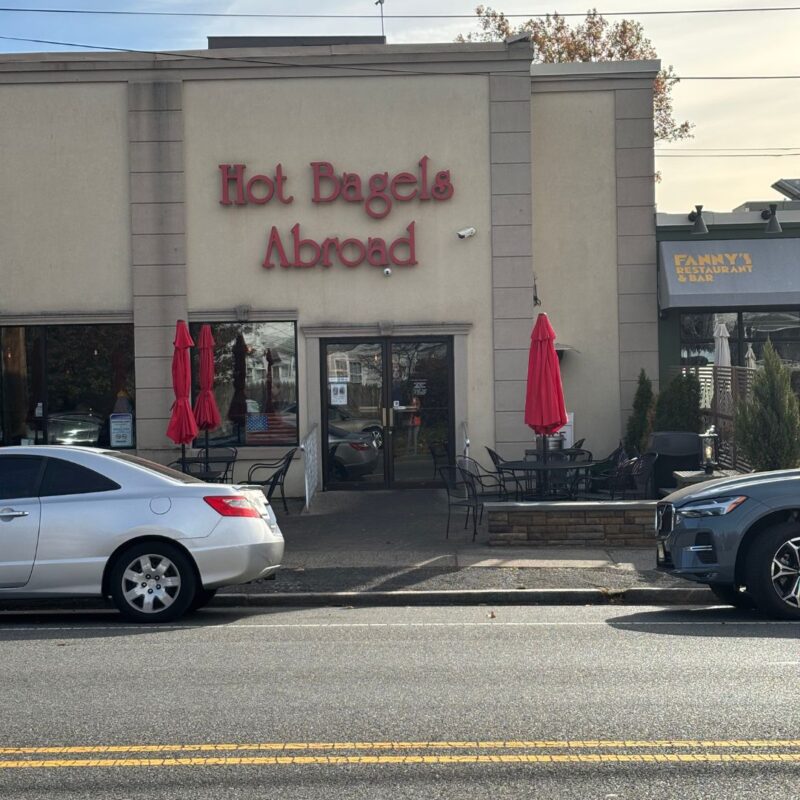 Hot Bagels
Abroad
FANNY'S
RESTAURANT
& BAR